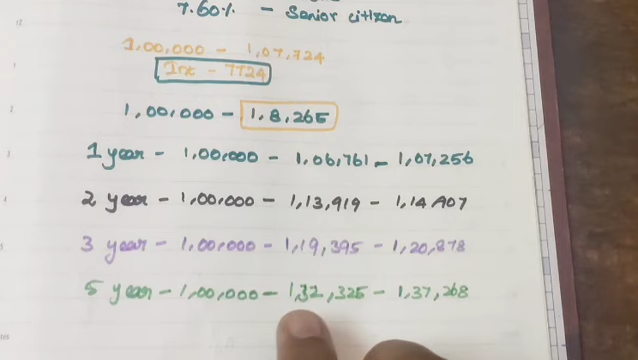 7.60% - Senior citizen
1,00,000 - 1,07,724
Int - 7724
1,00,000 - 1,8,265
1 year - 1,00,000 - 1,06,761 - 1,07,256
2 year - 1,00,000 - 1,13,919 - 1,14,907
3 year - 1,00,000 - 1,19,395 - 1,20,878
5 year - 1,00,000 - 1,32,325 - 1,37,268